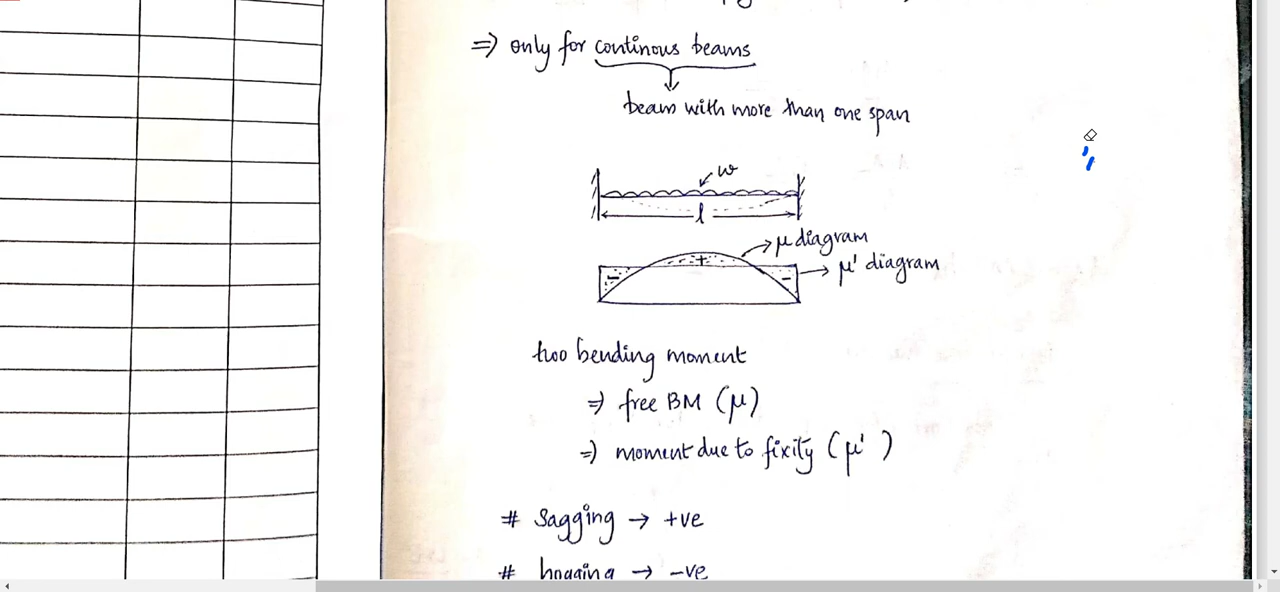 ⇒ only for continous beams
beam with more than one span
w
l
μ diagram
+
μ' diagram
- -
two bending moment
⇒ free BM (μ)
⇒ moment due to fixity (μ')
# Sagging → +ve
# hogging → -ve